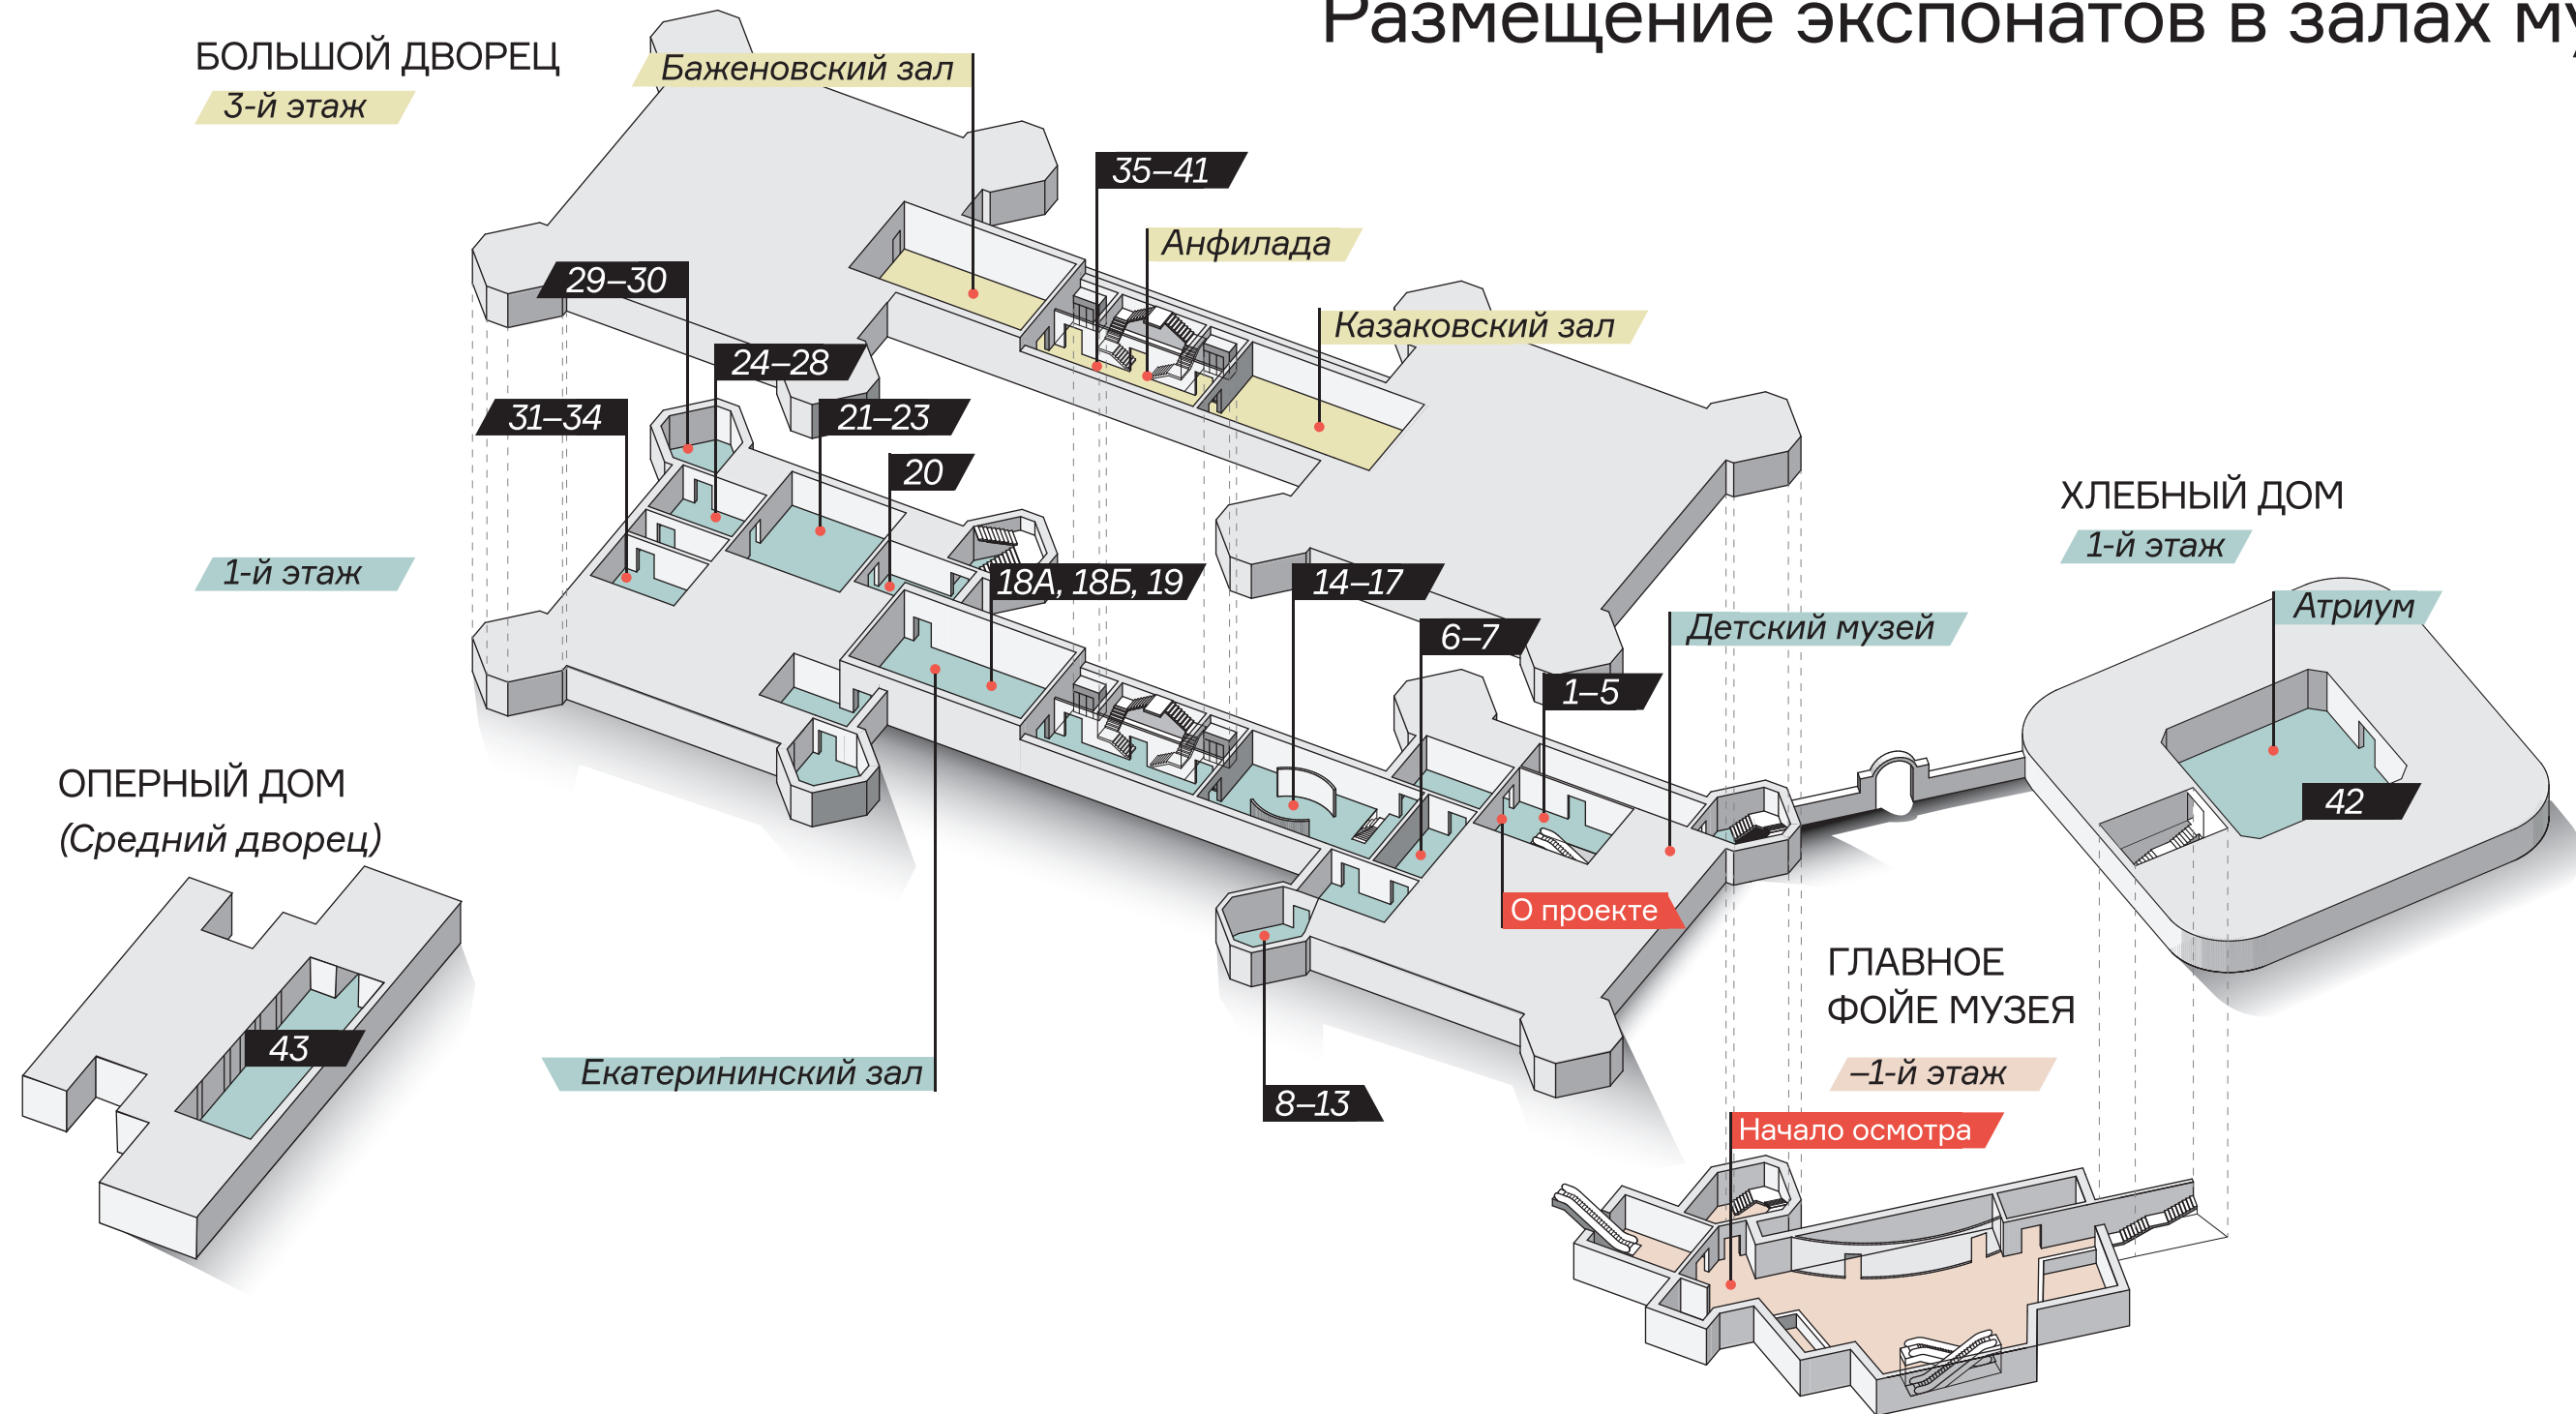 Размещение экспонатов в залах
БОЛЬШОЙ ДВОРЕЦ
3-й этаж
Баженовский зал
35–41
Анфилада
29–30
Казаковский зал
24–28
31–34
21–23
20
ХЛЕБНЫЙ ДОМ
1-й этаж
1-й этаж
18А, 18Б, 19
14–17
Атриум
6–7
Детский музей
1–5
ОПЕРНЫЙ ДОМ
(Средний дворец)
42
О проекте
ГЛАВНОЕ
ФОЙЕ МУЗЕЯ
43
Екатерининский зал
–1-й этаж
8–13
Начало осмотра